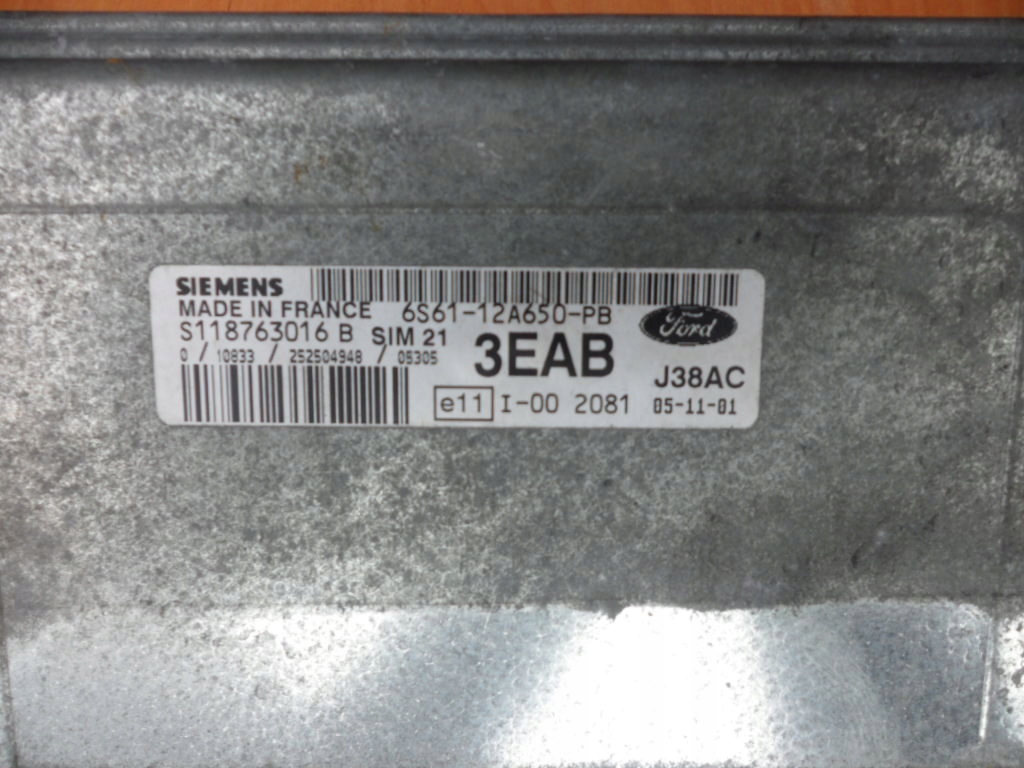 SIEMENS
MADE IN FRANCE 6S61-12A650-PB
S118763016 B SIM 21
Ford
0 / 10833 / 252504948 / 05305
3EAB
J38AC
e11 I-00 2081 05-11-01